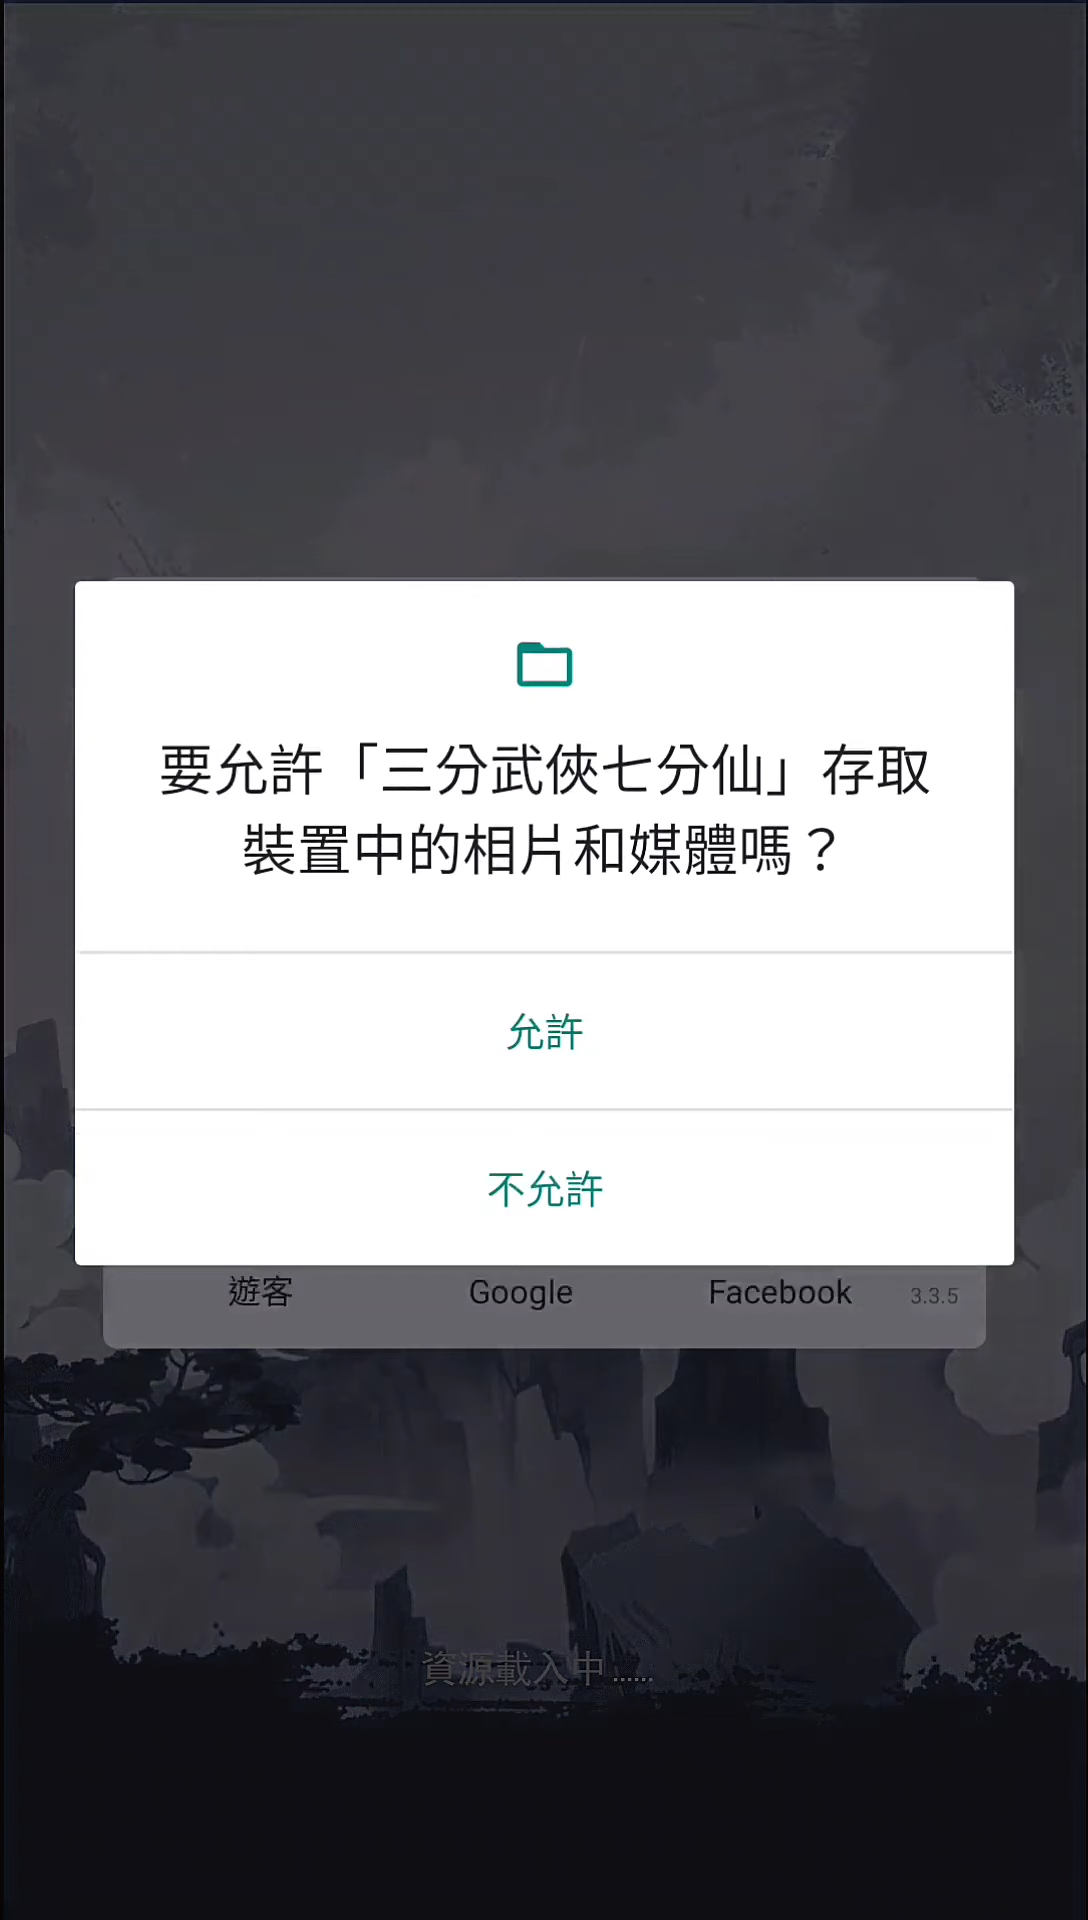 要允許「三分武俠七分仙」存取
裝置中的相片和媒體嗎？
允許
不允許
遊客 Google Facebook 3.3.5
資源載入中......